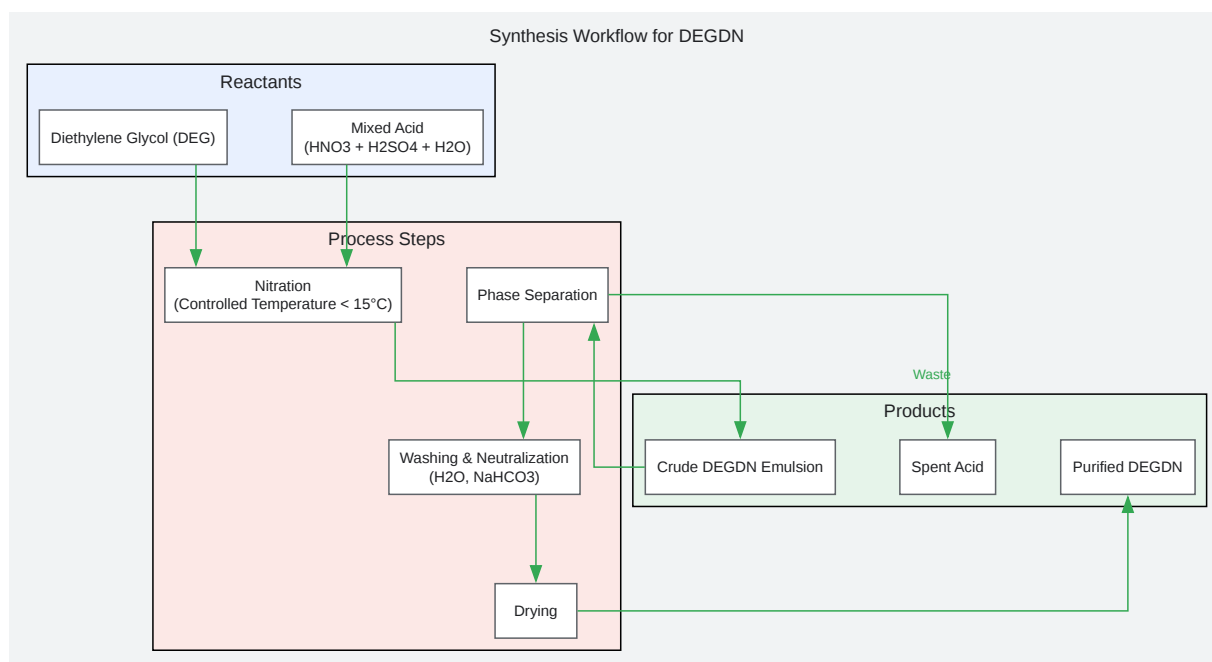 Synthesis Workflow for DEGDN
Reactants
Diethylene Glycol (DEG)
Mixed Acid
(HNO3 + H2SO4 + H2O)
Process Steps
Nitration
(Controlled Temperature < 15°C)
Phase Separation
Waste
Products
Washing & Neutralization
(H2O, NaHCO3)
Crude DEGDN Emulsion
Spent Acid
Purified DEGDN
Drying